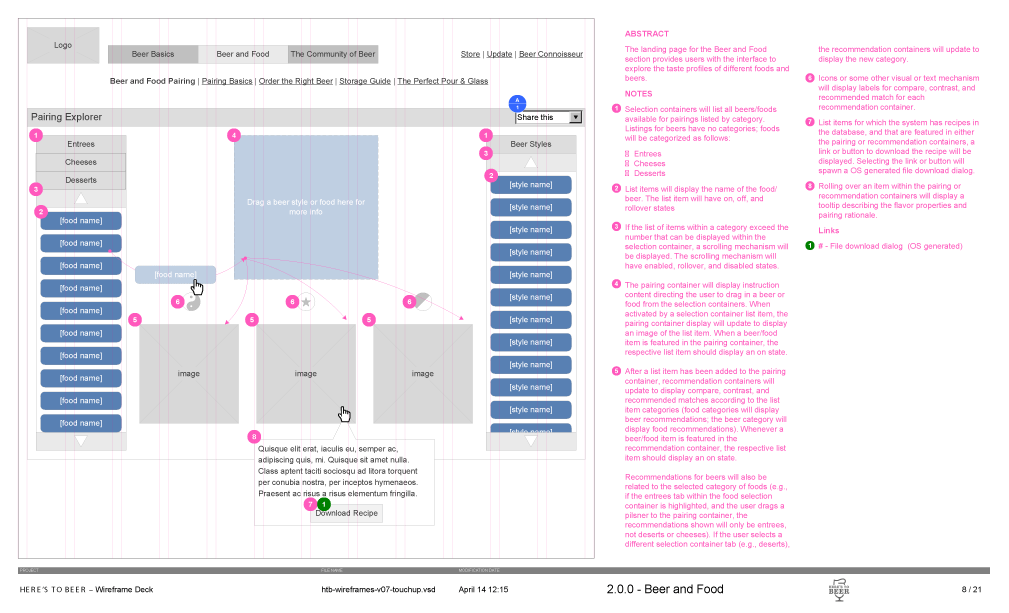 Logo
Beer Basics
Beer and Food
The Community of Beer
Store | Update | Beer Connoisseur
Beer and Food Pairing | Pairing Basics | Order the Right Beer | Storage Guide | The Perfect Pour & Glass
A
1
Pairing Explorer
Share this
1
Entrees
Cheeses
Desserts
3
2
[food name]
[food name]
[food name]
[food name]
[food name]
[food name]
[food name]
[food name]
[food name]
[food name]
4
Drag a beer style or food here for
more info
[food name]
6
6
6
5
5
5
image
image
image
8
Quisque elit erat, iaculis eu, semper ac,
adipiscing quis, mi. Quisque sit amet nulla.
Class aptent taciti sociosqu ad litora torquent
per conubia nostra, per inceptos hymenaeos.
Praesent ac risus a risus elementum fringilla.
7
1
Download Recipe
1
Beer Styles
3
2
[style name]
[style name]
[style name]
[style name]
[style name]
[style name]
[style name]
[style name]
[style name]
[style name]
[style name]
[style name]
ABSTRACT
The landing page for the Beer and Food
section provides users with the interface to
explore the taste profiles of different foods and
beers.
NOTES
1 Selection containers will list all beers/foods
available for pairings listed by category.
Listings for beers have no categories; foods
will be categorized as follows:
Entrees
Cheeses
Desserts
2 List items will display the name of the food/
beer. The list item will have on, off, and
rollover states
3 If the list of items within a category exceed the
number that can be displayed within the
selection container, a scrolling mechanism will
be displayed. The scrolling mechanism will
have enabled, rollover, and disabled states.
4 The pairing container will display instruction
content directing the user to drag in a beer or
food from the selection containers. When
activated by a selection container list item, the
pairing container display will update to display
an image of the list item. When a beer/food
item is featured in the pairing container, the
respective list item should display an on state.
5 After a list item has been added to the pairing
container, recommendation containers will
update to display compare, contrast, and
recommended matches according to the list
item categories (food categories will display
beer recommendations; the beer category will
display food recommendations). Whenever a
beer/food item is featured in the
recommendation container, the respective list
item should display an on state.
Recommendations for beers will also be
related to the selected category of foods (e.g.,
if the entrees tab within the food selection
container is highlighted, and the user drags a
pilsner to the pairing container, the
recommendations shown will only be entrees,
not deserts or cheeses). If the user selects a
different selection container tab (e.g., deserts),
the recommendation containers will update to
display the new category.
6 Icons or some other visual or text mechanism
will display labels for compare, contrast, and
recommended match for each
recommendation container.
7 List items for which the system has recipes in
the database, and that are featured in either
the pairing or recommendation containers, a
link or button to download the recipe will be
displayed. Selecting the link or button will
spawn a OS generated file download dialog.
8 Rolling over an item within the pairing or
recommendation containers will display a
tooltip describing the flavor properties and
pairing rationale.
Links
1 # - File download dialog (OS generated)
PROJECT
FILE NAME
MODIFICATION DATE
HERE'S TO BEER – Wireframe Deck
htb-wireframes-v07-touchup.vsd
April 14 12:15
2.0.0 - Beer and Food
HERE'S TO
BEER
8 / 21